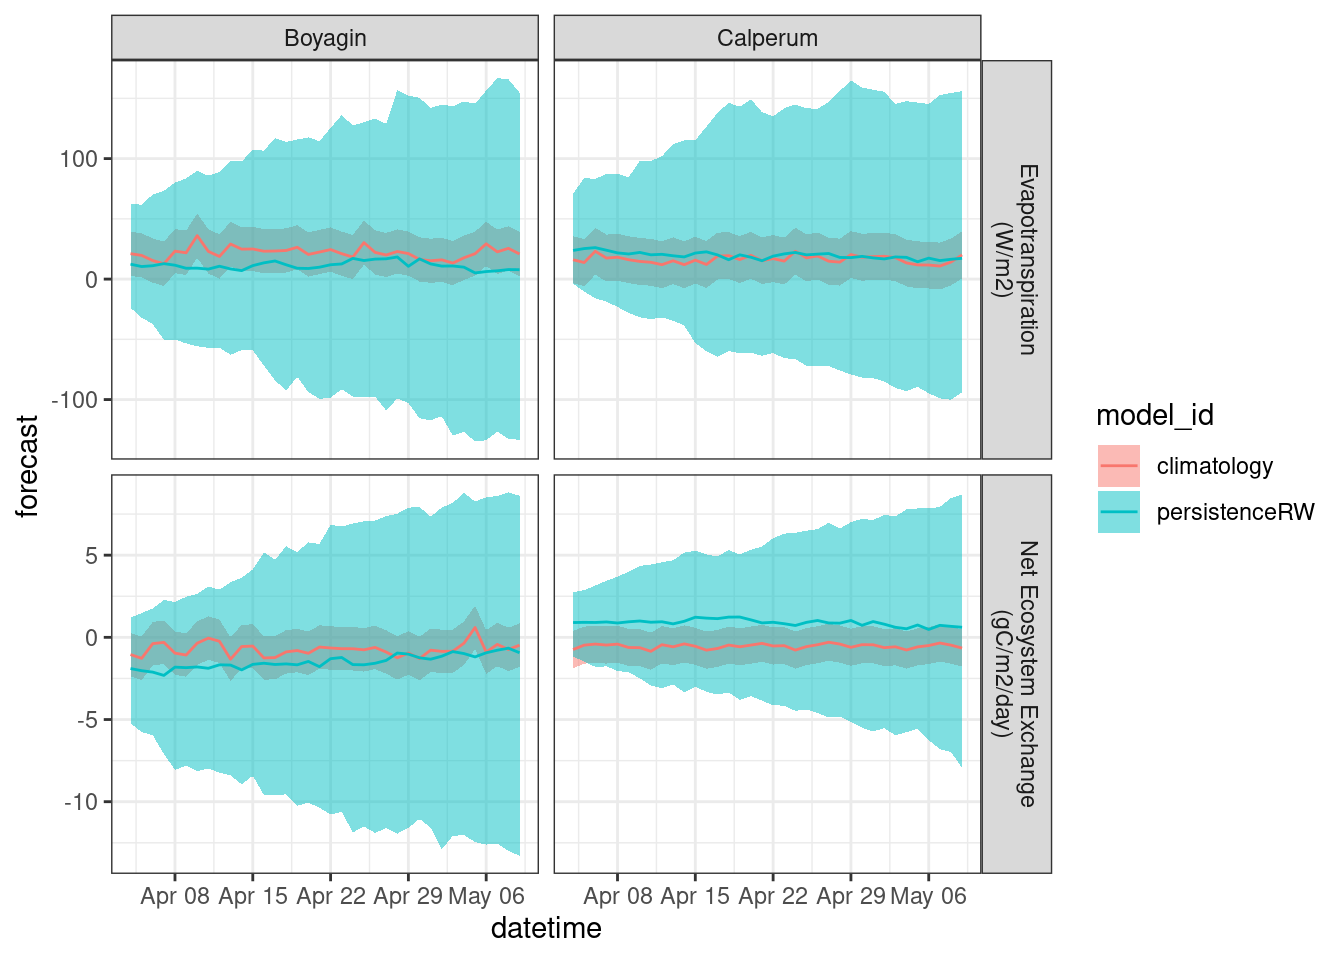 Boyagin
Calperum
100
0
-100
Evapotranspiration
(W/m2)
forecast
5
0
-5
-10
Net Ecosystem Exchange
(gC/m2/day)
Apr 08 Apr 15 Apr 22 Apr 29 May 06
Apr 08 Apr 15 Apr 22 Apr 29 May 06
datetime
model_id
climatology
persistenceRW